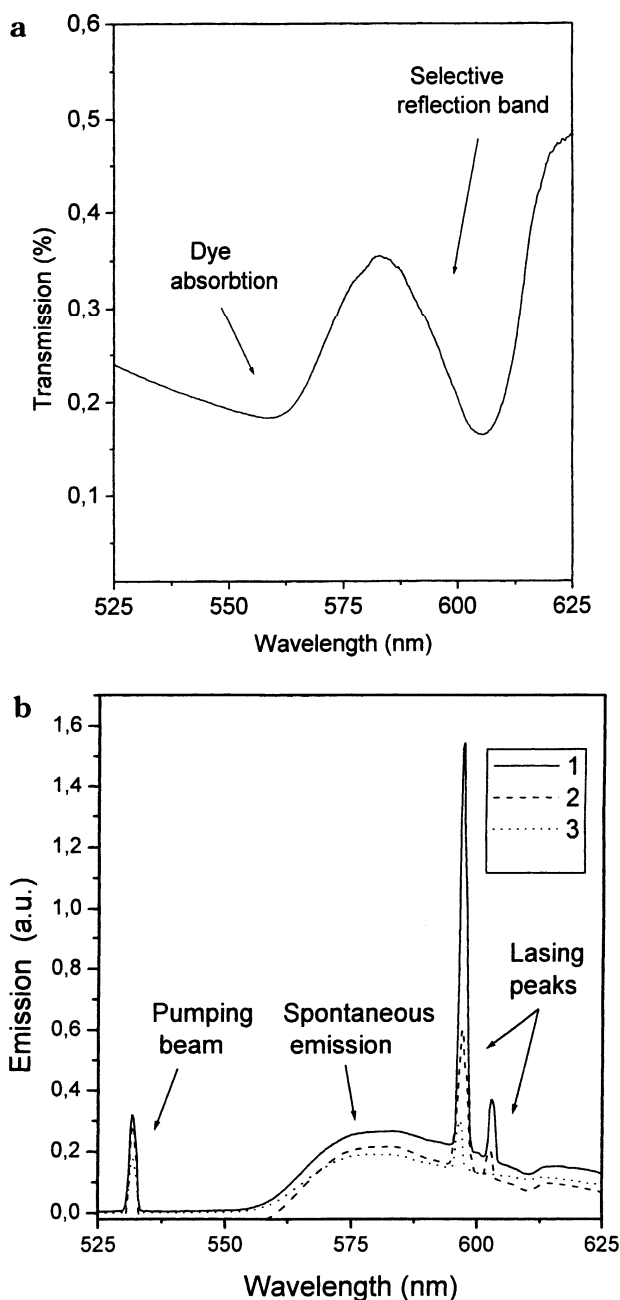 a
0,6
0,5
0,4
0,3
0,2
0,1
Transmission (%)
Selective
reflection band
Dye
absorbtion
525
550
575
600
625
Wavelength (nm)
b
1,6
1,4
1,2
1,0
0,8
0,6
0,4
0,2
0,0
Emission (a.u.)
1
2
3
Lasing
peaks
Pumping
beam
Spontaneous
emission
525
550
575
600
625
Wavelength (nm)